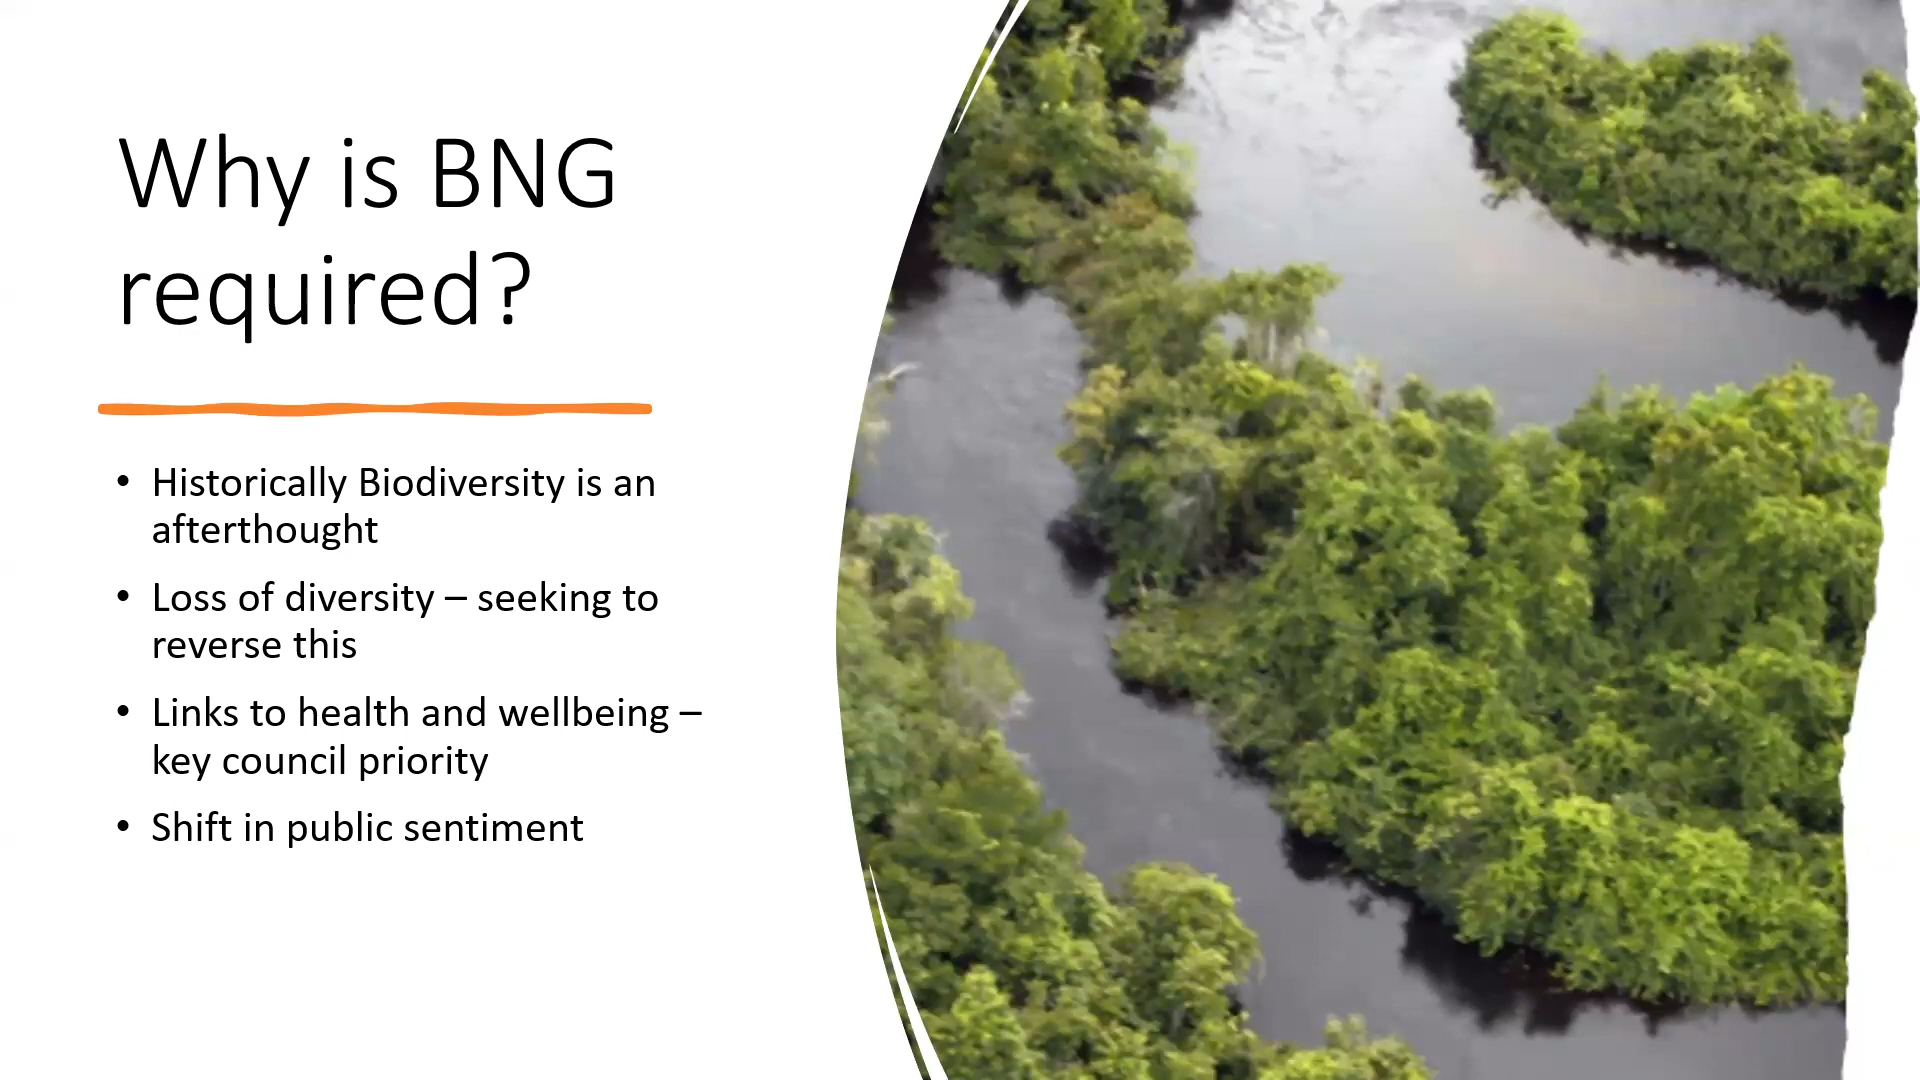 Why is BNG
required?
• Historically Biodiversity is an
afterthought
• Loss of diversity – seeking to
reverse this
• Links to health and wellbeing –
key council priority
• Shift in public sentiment